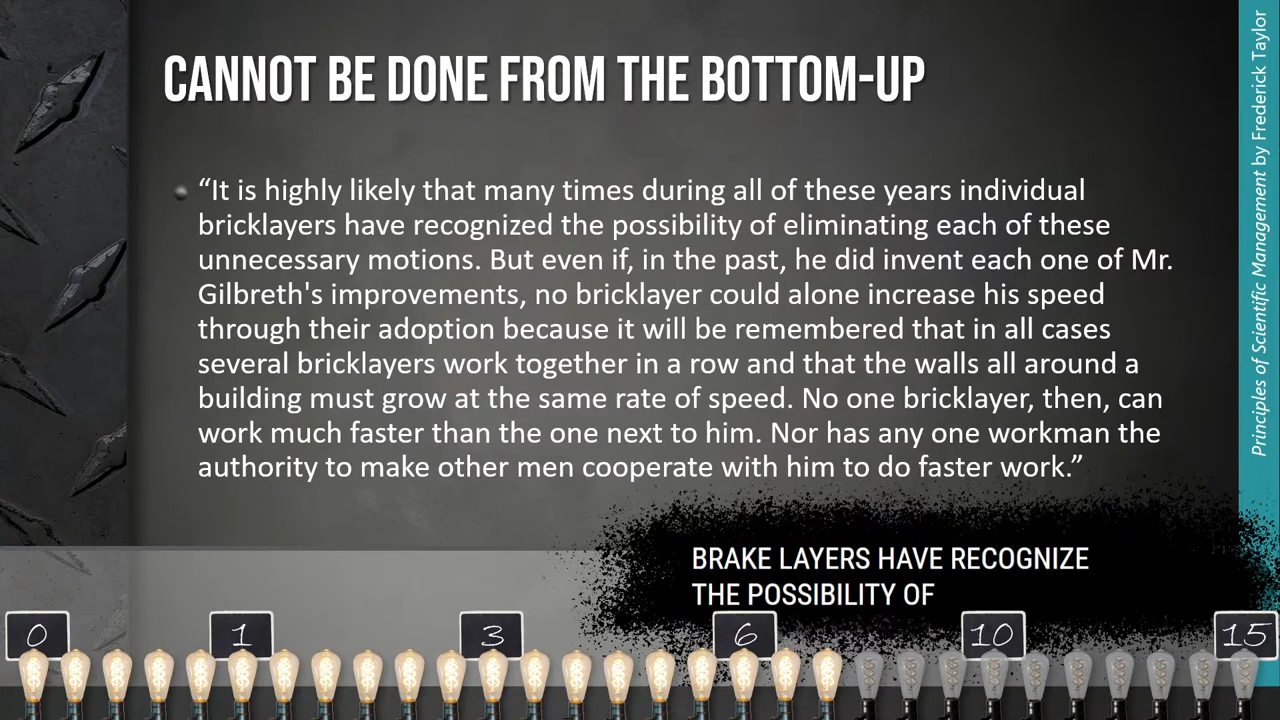 CANNOT BE DONE FROM THE BOTTOM-UP
“It is highly likely that many times during all of these years individual
bricklayers have recognized the possibility of eliminating each of these
unnecessary motions. But even if, in the past, he did invent each one of Mr.
Gilbreth's improvements, no bricklayer could alone increase his speed
through their adoption because it will be remembered that in all cases
several bricklayers work together in a row and that the walls all around a
building must grow at the same rate of speed. No one bricklayer, then, can
work much faster than the one next to him. Nor has any one workman the
authority to make other men cooperate with him to do faster work.”
Principles of Scientific Management by Frederick Taylor
BRAKE LAYERS HAVE RECOGNIZE
THE POSSIBILITY OF
0 1 3 6 10 15